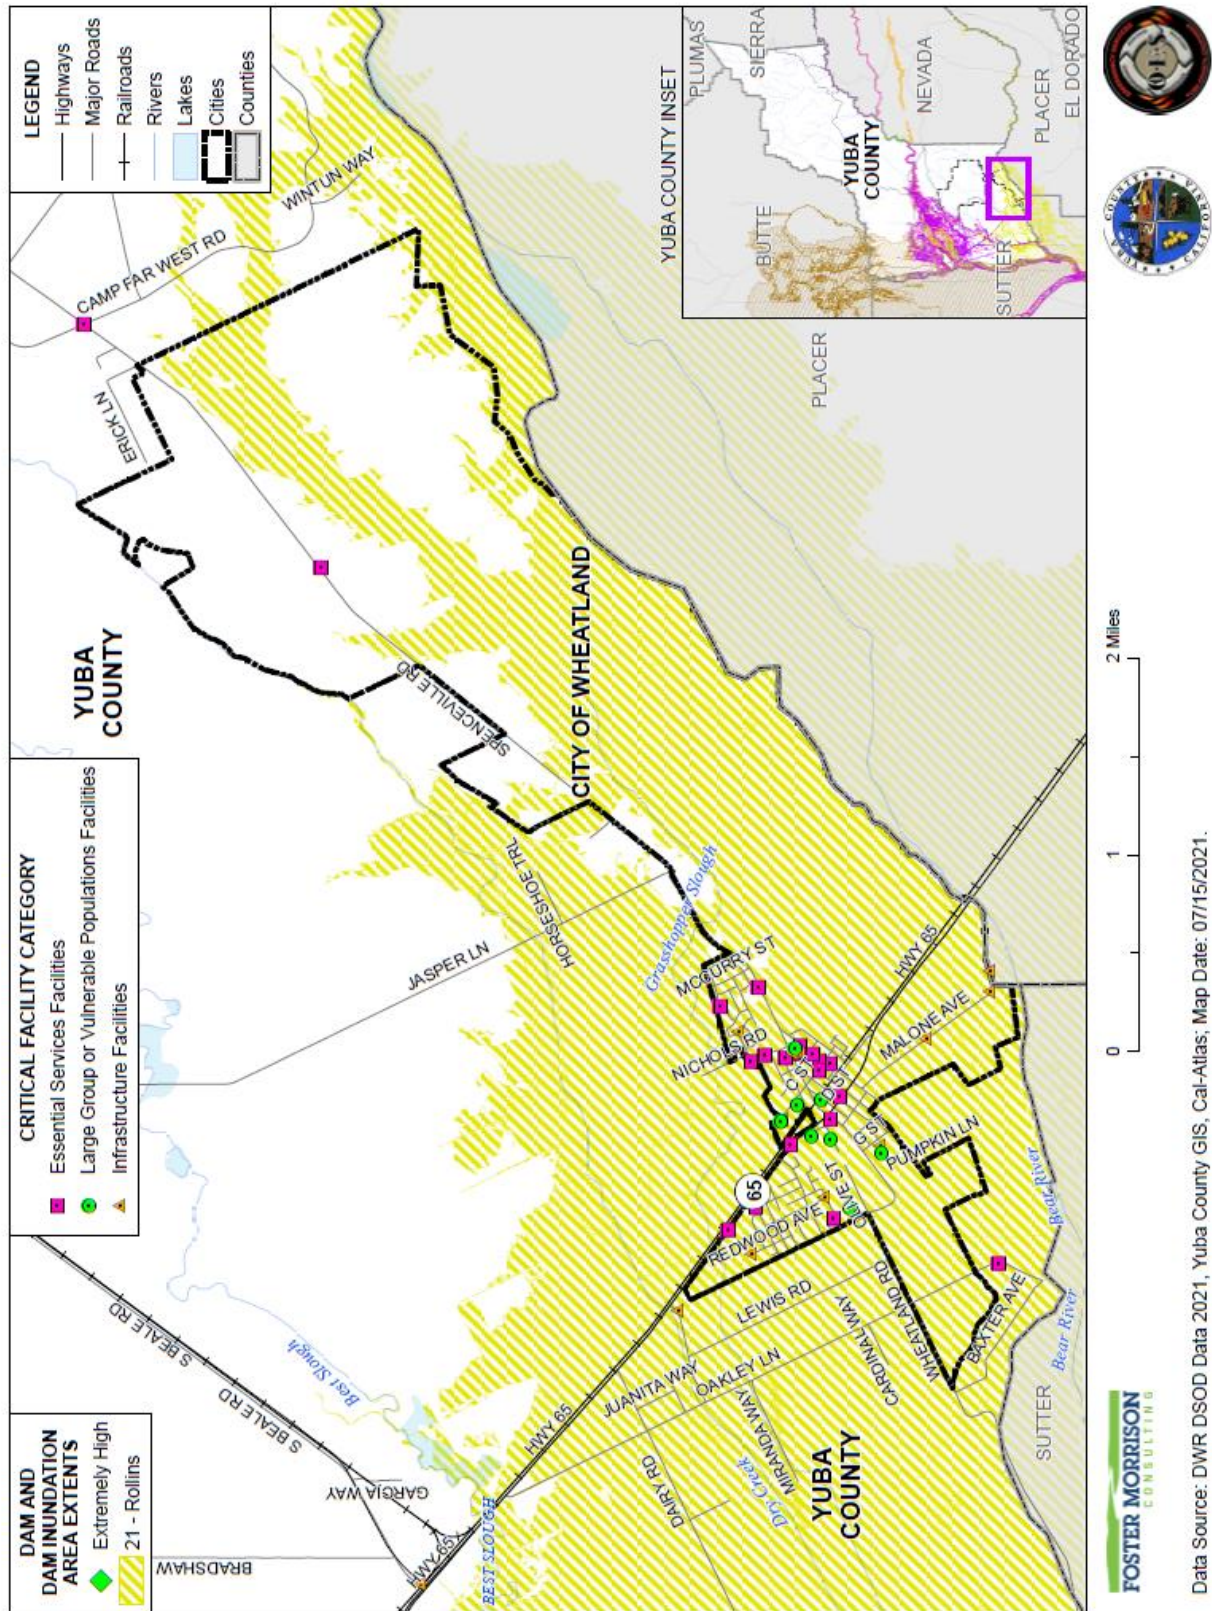 DAM AND
DAM INUNDATION
AREA EXTENTS
Extremely High
21 - Rollins
CRITICAL FACILITY CATEGORY
Essential Services Facilities
Large Group or Vulnerable Populations Facilities
Infrastructure Facilities
LEGEND
Highways
Major Roads
Railroads
Rivers
Lakes
Cities
Counties
BRADSHAW
GARCIA WAY
S BEALE RD
S BEALE RD
Best Slough
HWY 65
BEST SLOUGH
HWY 65
JUANITA WAY
OAKLEY LN
DAIRY RD
MIRANDA WAY
Dry Creek
YUBA
COUNTY
LEWIS RD
CARDINAL WAY
WHEATLAND RD
BAXTER AVE
REDWOOD AVE
OLIVE ST
65
G ST
PUMPKIN LN
C ST
D ST
NICHOLS RD
MCCURRY ST
MALONE AVE
HWY 65
Grasshopper Slough
JASPER LN
HORSESHOE TRL
SPENCEVILLE RD
CITY OF WHEATLAND
YUBA
COUNTY
ERICK LN
CAMP FAR WEST RD
WINTUN WAY
Bear River
Bear River
SUTTER
PLACER
YUBA COUNTY INSET
PLUMAS
SIERRA
BUTTE
YUBA
COUNTY
NEVADA
SUTTER
PLACER
EL DORADO
0 1 2 Miles
FOSTER MORRISON
CONSULTING
YUBA COUNTY
CALIFORNIA
Data Source: DWR DSOD Data 2021, Yuba County GIS, Cal-Atlas; Map Date: 07/15/2021.